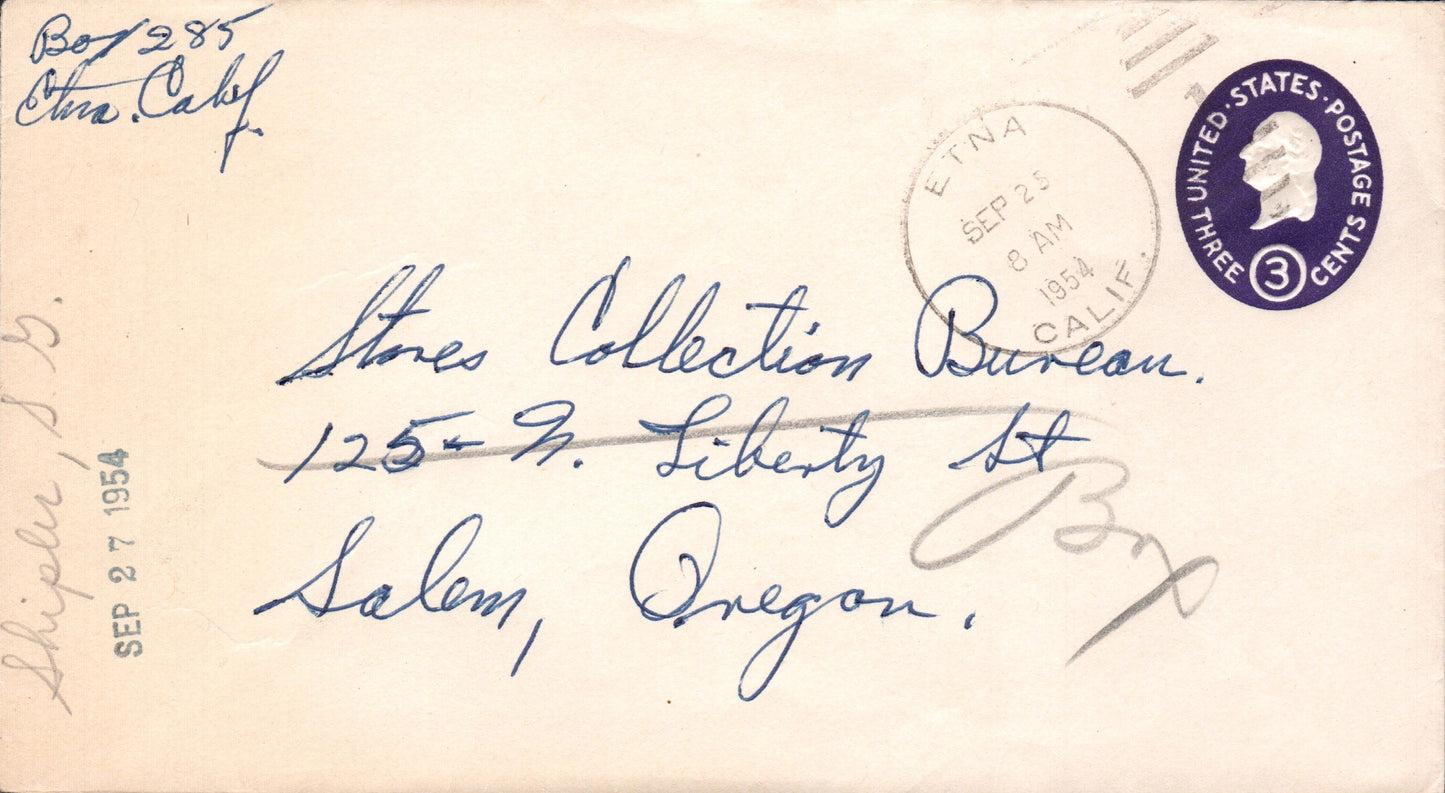 Box 285
Etna. Calif.
ETNA
SEP 25
8 AM
1954
CALIF.
UNITED · STATES · POSTAGE
THREE 3 CENTS
Stores Collection Bureau.
125 N. Liberty St
Salem, Oregon.
Box
Shipler, S. G.
SEP 27 1954